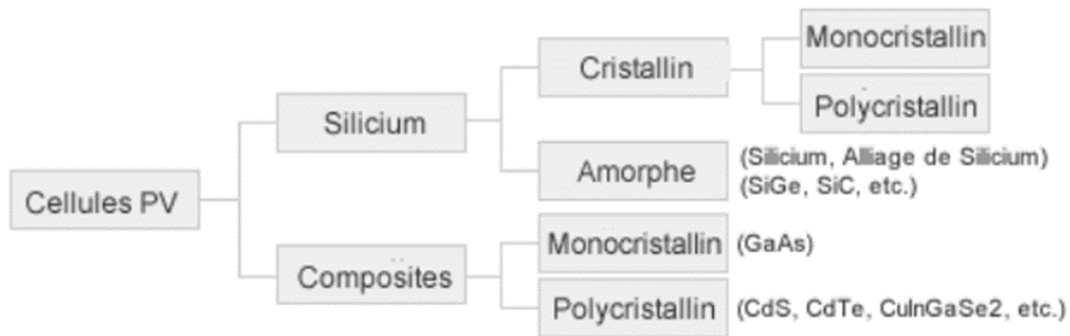 Monocristallin
Cristallin
Polycristallin
Silicium
Amorphe (Silicium, Alliage de Silicium)
(SiGe, SiC, etc.)
Cellules PV
Monocristallin (GaAs)
Composites
Polycristallin (CdS, CdTe, CuInGaSe2, etc.)